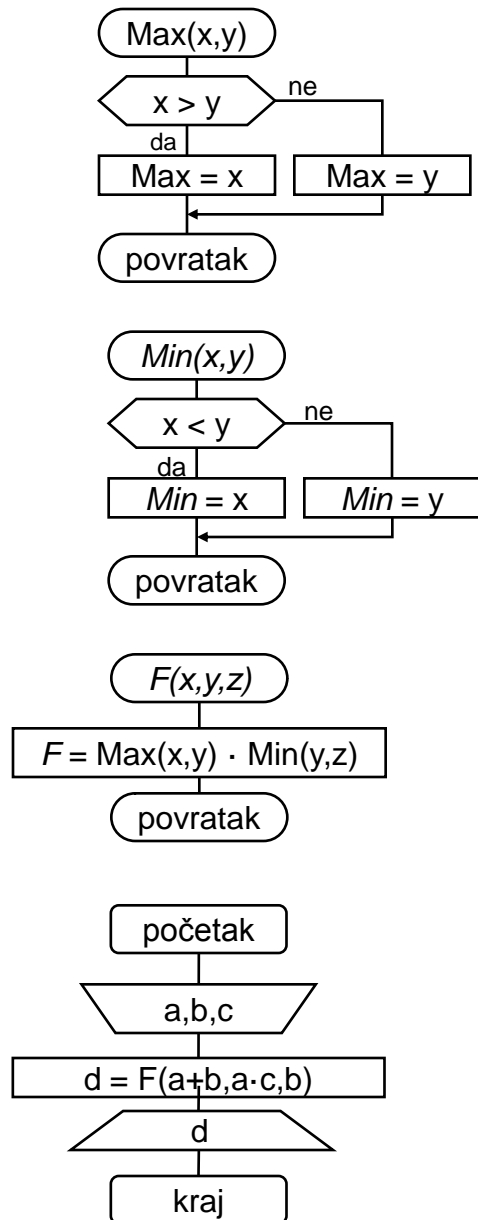 Max(x,y)
x > y
ne
da
Max = x
Max = y
povratak
Min(x,y)
x < y
ne
da
Min = x
Min = y
povratak
F(x,y,z)
F = Max(x,y) · Min(y,z)
povratak
početak
a,b,c
d = F(a+b,a·c,b)
d
kraj